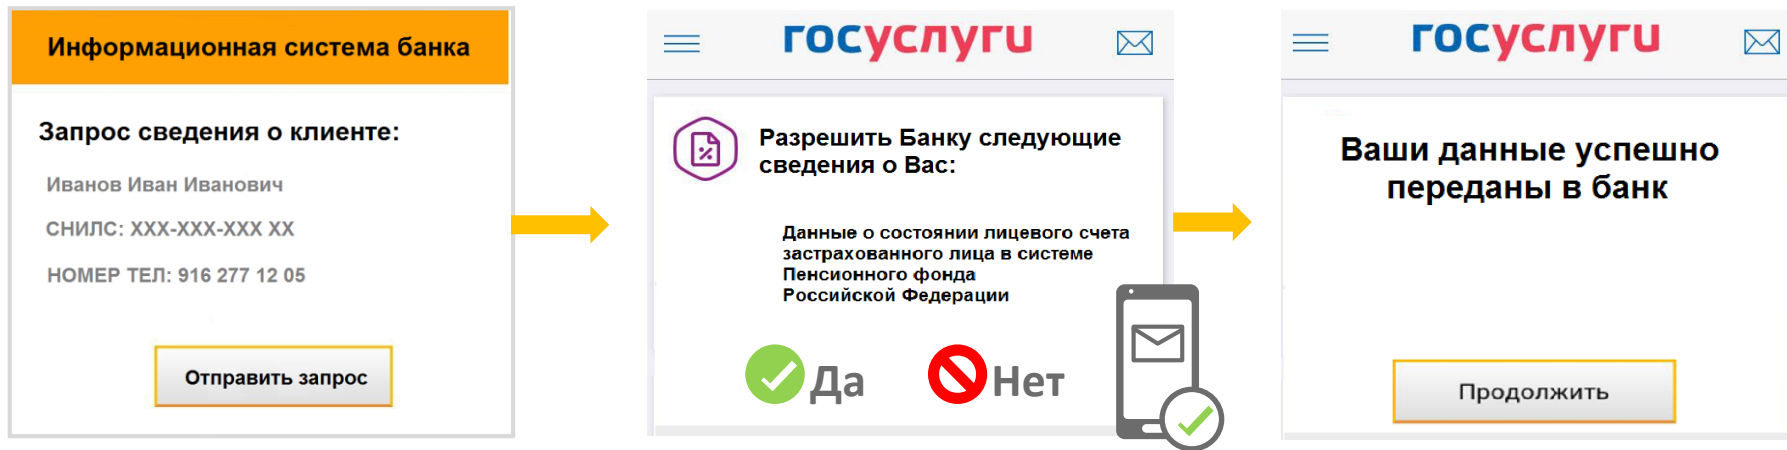 Информационная система банка
Запрос сведения о клиенте:
Иванов Иван Иванович
СНИЛС: XXX-XXX-XXX XX
НОМЕР ТЕЛ: 916 277 12 05
Отправить запрос
госуслуги
Разрешить Банку следующие
сведения о Вас:
Данные о состоянии лицевого счета
застрахованного лица в системе
Пенсионного фонда
Российской Федерации
Да
Нет
госуслуги
Ваши данные успешно
переданы в банк
Продолжить